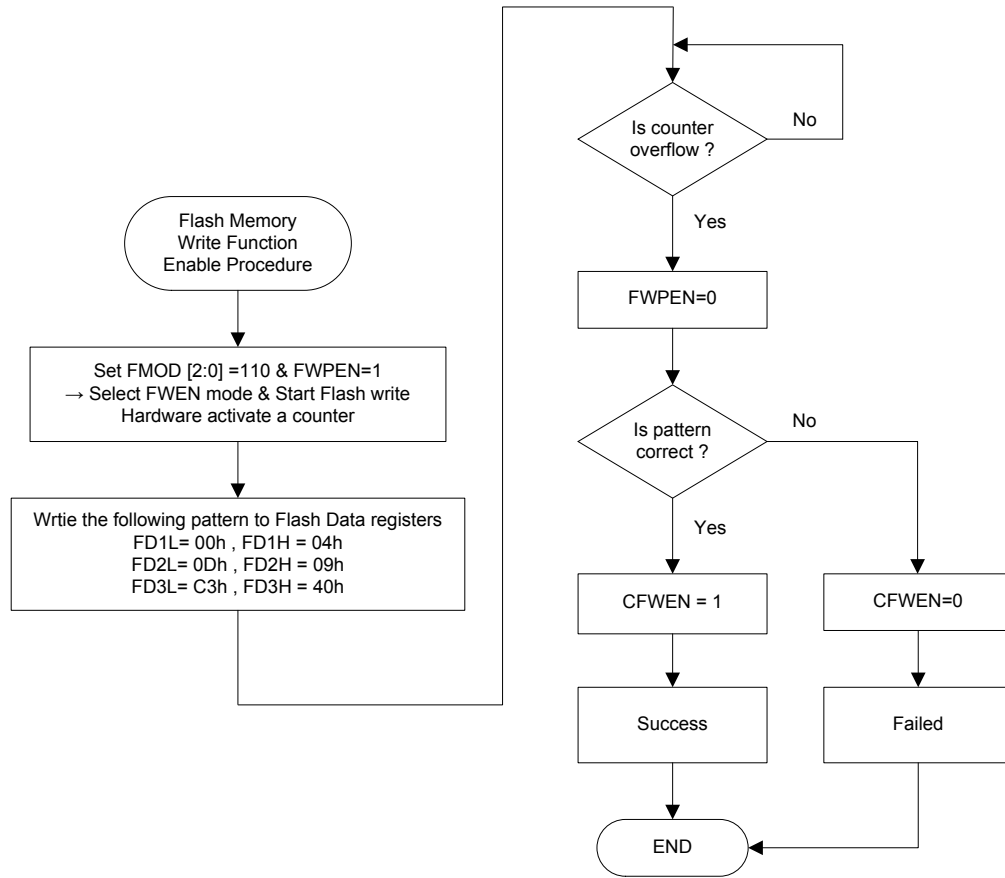 Flash Memory
Write Function
Enable Procedure
Set FMOD [2:0] =110 & FWPEN=1
→ Select FWEN mode & Start Flash write
Hardware activate a counter
Wrtie the following pattern to Flash Data registers
FD1L= 00h , FD1H = 04h
FD2L= 0Dh , FD2H = 09h
FD3L= C3h , FD3H = 40h
Is counter
overflow ?
No
Yes
FWPEN=0
Is pattern
correct ?
No
Yes
CFWEN = 1
CFWEN=0
Success
Failed
END